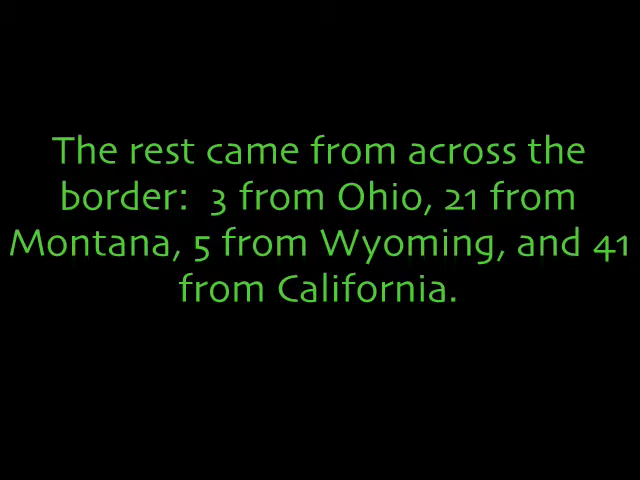 The rest came from across the
border:  3 from Ohio, 21 from
Montana, 5 from Wyoming, and 41
from California.